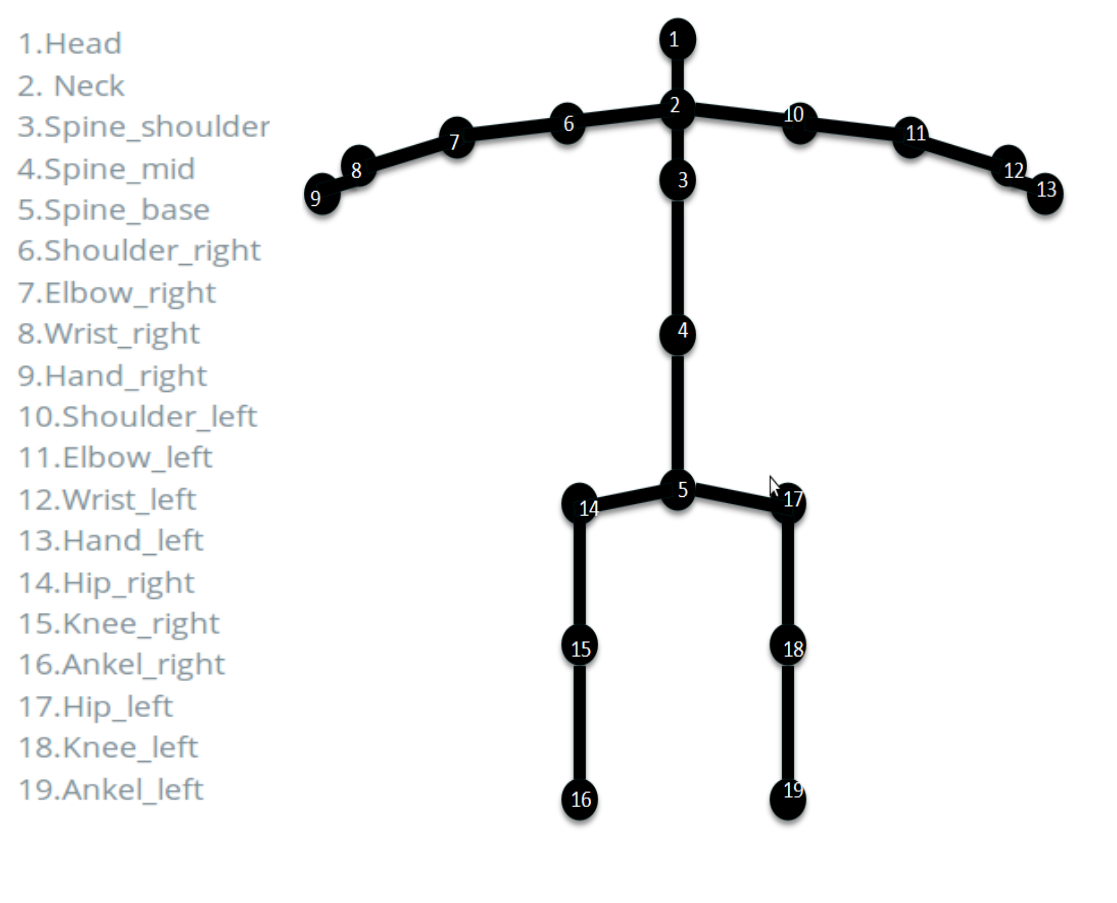 1.Head
2. Neck
3.Spine_shoulder
4.Spine_mid
5.Spine_base
6.Shoulder_right
7.Elbow_right
8.Wrist_right
9.Hand_right
10.Shoulder_left
11.Elbow_left
12.Wrist_left
13.Hand_left
14.Hip_right
15.Knee_right
16.Ankel_right
17.Hip_left
18.Knee_left
19.Ankel_left
1
2
10
6
11
7
8
12
3
13
9
4
5
17
14
15
18
19
16